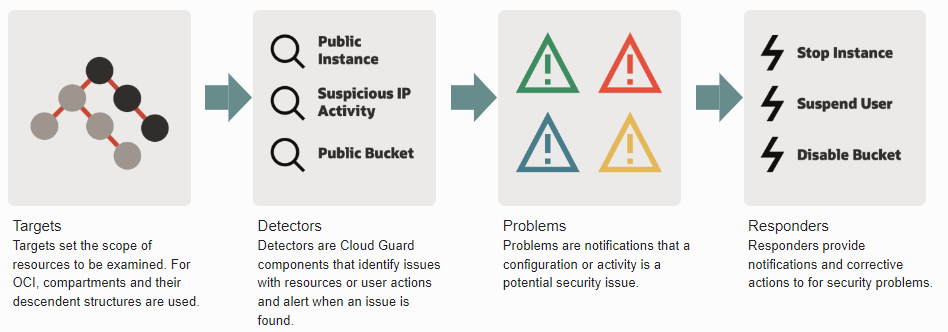 Public
Instance
Suspicious IP
Activity
Public Bucket
Stop Instance
Suspend User
Disable Bucket
Targets
Targets set the scope of
resources to be examined. For
OCI, compartments and their
descendent structures are used.
Detectors
Detectors are Cloud Guard
components that identify issues
with resources or user actions
and alert when an issue is
found.
Problems
Problems are notifications that a
configuration or activity is a
potential security issue.
Responders
Responders provide
notifications and corrective
actions to for security problems.